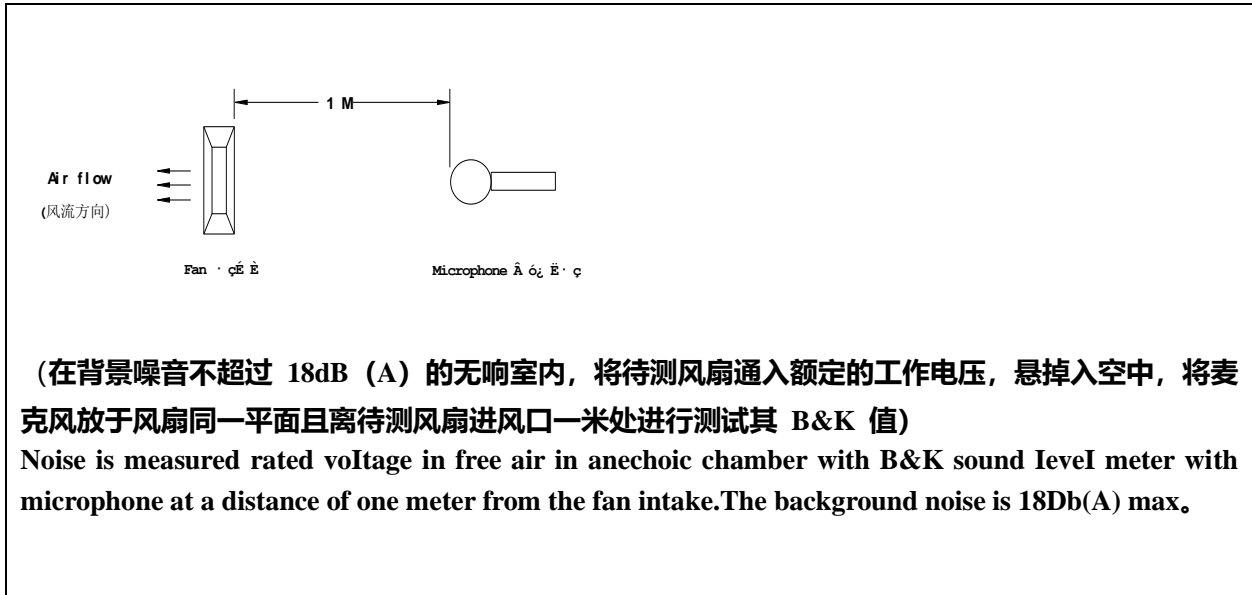 1 M
Air flow
(风流方向)
Fan · çÉ È
Microphone Â ó¿ Ë· ç
（在背景噪音不超过 18dB（A）的无响室内，将待测风扇通入额定的工作电压，悬掉入空中，将麦
克风放于风扇同一平面且离待测风扇进风口一米处进行测试其 B&K 值)
Noise is measured rated voItage in free air in anechoic chamber with B&K sound IeveI meter with
microphone at a distance of one meter from the fan intake.The background noise is 18Db(A) max。